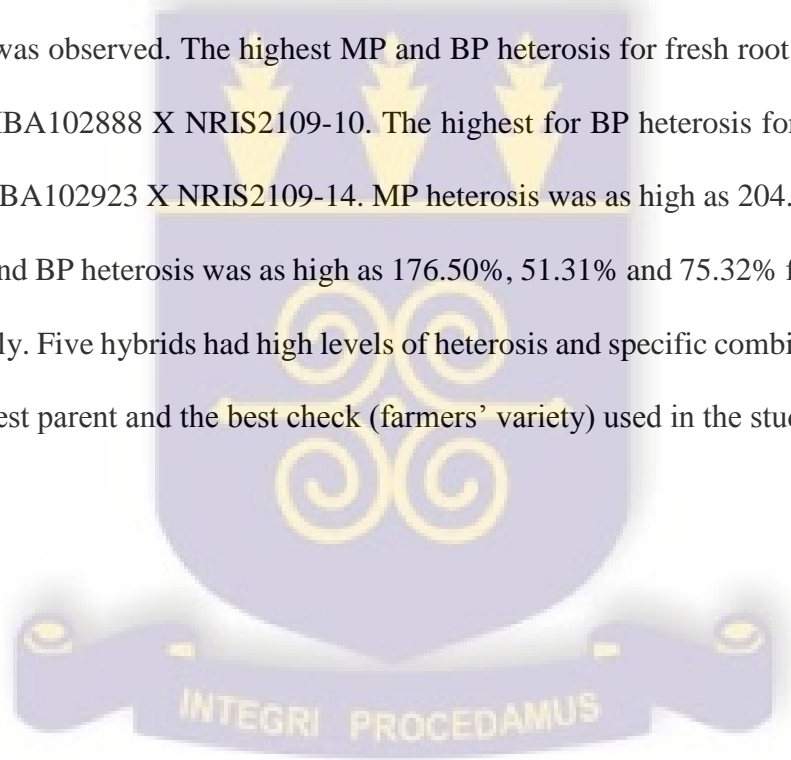 was observed. The highest MP and BP heterosis for fresh root
BA102888 X NRIS2109-10. The highest for BP heterosis for
BA102923 X NRIS2109-14. MP heterosis was as high as 204.
nd BP heterosis was as high as 176.50%, 51.31% and 75.32%
ly. Five hybrids had high levels of heterosis and specific combi
est parent and the best check (farmers’ variety) used in the stu
INTEGRI PROCEDAMUS